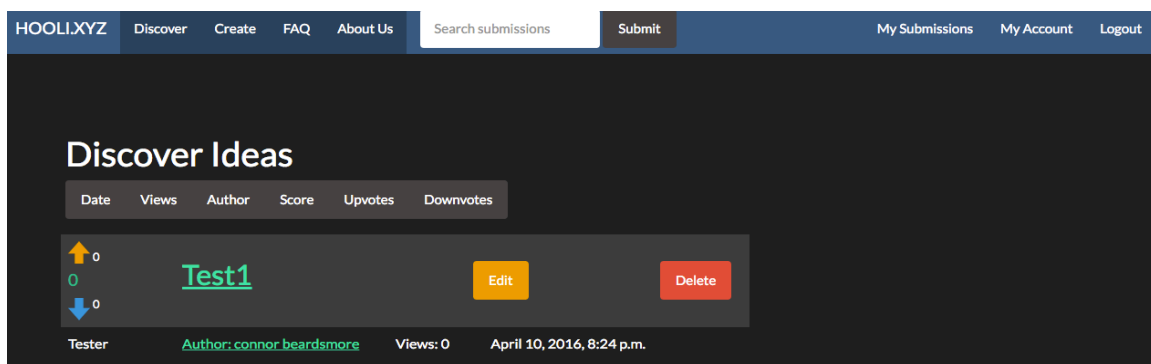 HOOLI.XYZ Discover Create FAQ About Us Search submissions Submit My Submissions My Account Logout
Discover Ideas
Date Views Author Score Upvotes Downvotes
0
0 Test1 Edit Delete
0
Tester Author: connor beardsmore Views: 0 April 10, 2016, 8:24 p.m.